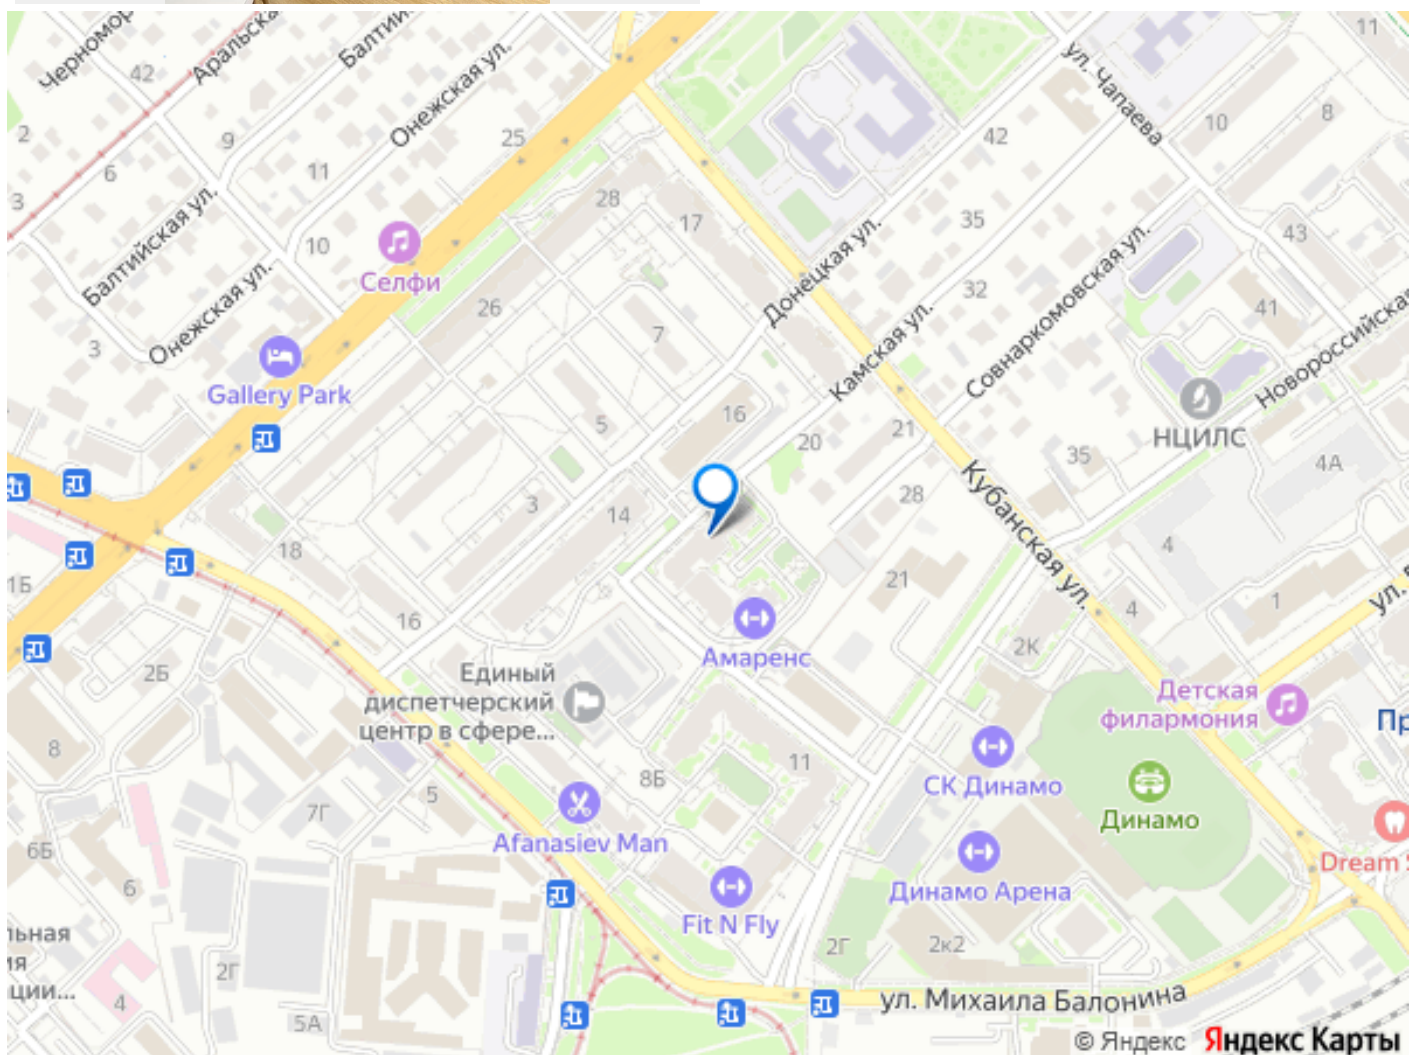 Черномор
Аральска
Балтий
Онежская ул.
ул. Чапаева
11
42
2
9
25
42
10
8
6
11
28
3
Балтийская ул.
10
17
35
43
Селфи
Донецкая ул.
Онежская ул.
26
32
Совнаркомовская ул.
41
3
7
Камская ул.
Новороссийская
Gallery Park
16
5
20
21
НЦИЛС
35
4А
3
14
28
Кубанская ул.
18
4
1Б
21
1
ул.
16
4
2К
Амаренс
2Б
Единый
диспетчерский
центр в сфере...
Детская
филармония
Пр
8
11
8Б
СК Динамо
7Г
5
Динамо
Afanasiev Man
6Б
Динамо Арена
Dream
6
Fit N Fly
льная
ия
ции...
2Г
2Г
2к2
4
5А
ул. Михаила Балонина
© Яндекс Яндекс Карты